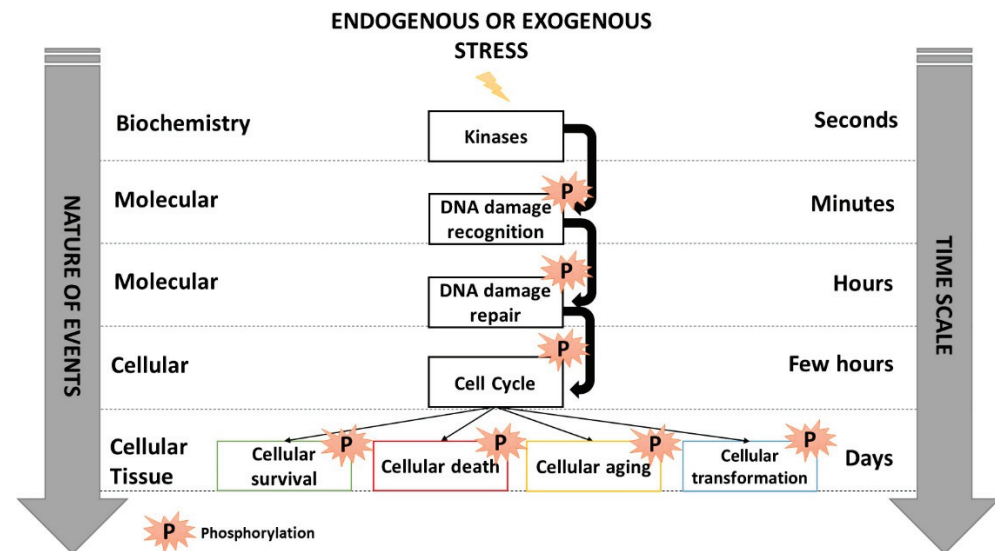 ENDOGENOUS OR EXOGENOUS
STRESS
Biochemistry
Kinases
Seconds
P
Molecular
DNA damage
recognition
Minutes
P
Molecular
DNA damage
repair
Hours
P
Cellular
Cell Cycle
Few hours
Cellular
Tissue
Cellular
survival
P
Cellular death
P
Cellular aging
P
Cellular
transformation
P
Days
NATURE OF EVENTS
TIME SCALE
P Phosphorylation